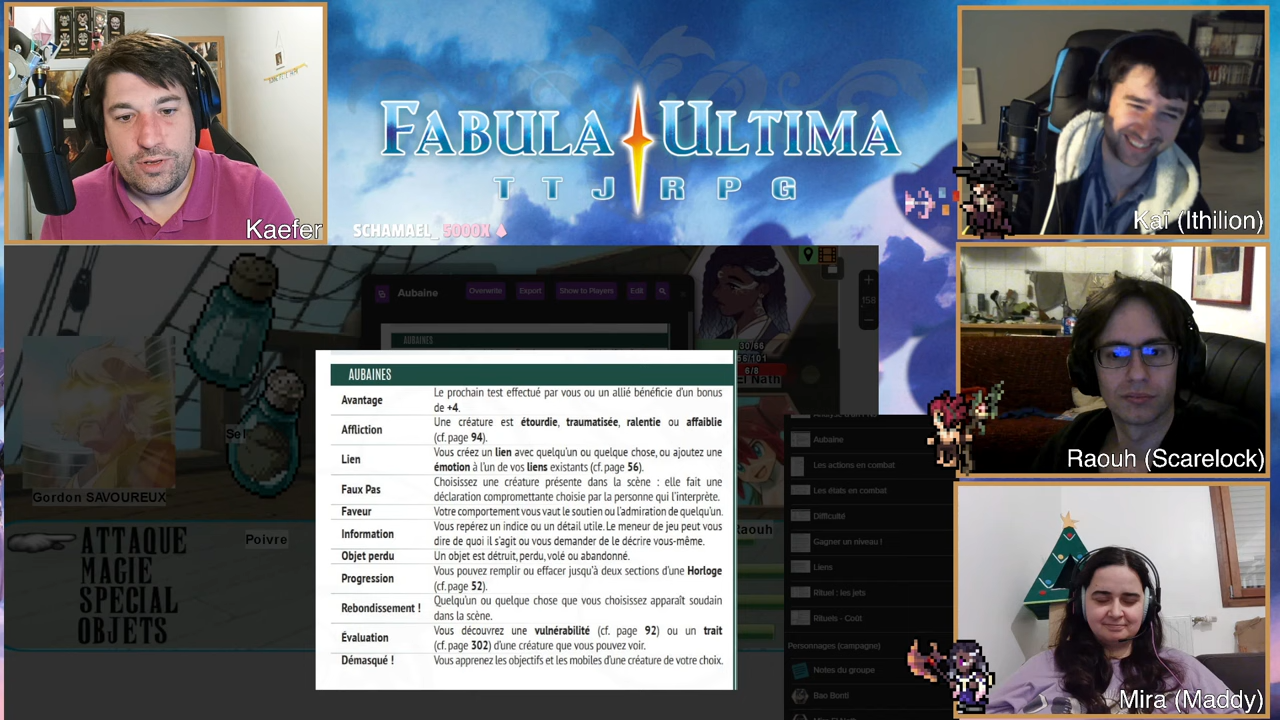 FABULA ULTIMA
TTJRPG
Kaefer
SCHAMAEL_ 5000X
Kaï (Ithilion)
Raouh (Scarelock)
Mira (Maddy)
Aubaine
Overwrite
Export
Show to Players
Edit
AUBAINES
158
30/66
6/8
El Nath
Gordon SAVOUREUX
Sel
Poivre
ATTAQUE
MAGIE
SPECIAL
OBJETS
Raouh
AUBAINES
Avantage
Le prochain test effectué par vous ou un allié bénéficie d'un bonus
de +4.
Affliction
Une créature est étourdie, traumatisée, ralentie ou affaiblie
(cf. page 94).
Lien
Vous créez un lien avec quelqu'un ou quelque chose, ou ajoutez une
émotion à l'un de vos liens existants (cf. page 56).
Faux Pas
Choisissez une créature présente dans la scène : elle fait une
déclaration compromettante choisie par la personne qui l'interprète.
Faveur
Votre comportement vous vaut le soutien ou l'admiration de quelqu'un.
Information
Vous repérez un indice ou un détail utile. Le meneur de jeu peut vous
dire de quoi il s'agit ou vous demander de le décrire vous-même.
Objet perdu
Un objet est détruit, perdu, volé ou abandonné.
Progression
Vous pouvez remplir ou effacer jusqu'à deux sections d'une Horloge
(cf. page 52).
Rebondissement !
Quelqu'un ou quelque chose que vous choisissez apparaît soudain
dans la scène.
Évaluation
Vous découvrez une vulnérabilité (cf. page 92) ou un trait
(cf. page 302) d'une créature que vous pouvez voir.
Démasqué !
Vous apprenez les objectifs et les mobiles d'une créature de votre choix.
Aubaine
Les actions en combat
Les états en combat
Difficulté
Gagner un niveau !
Liens
Rituel : les jets
Rituels - Coût
Personnages (campagne)
Notes du groupe
Bao Bonti